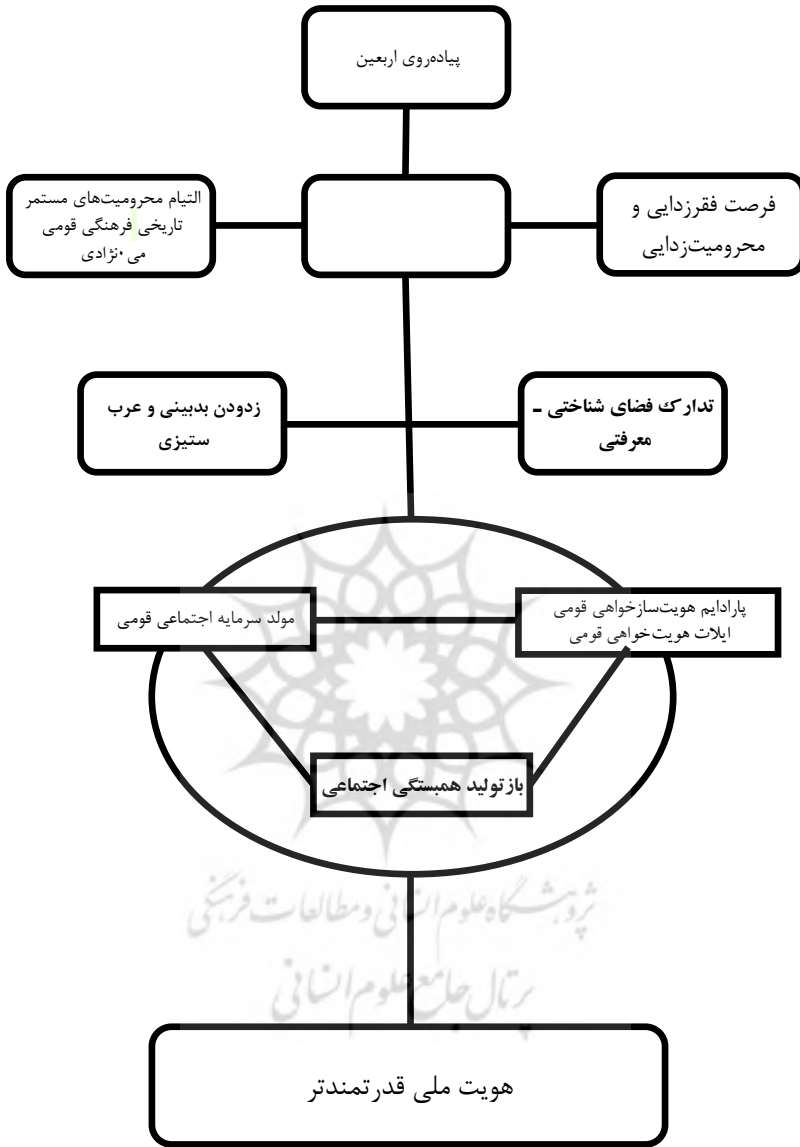 پیاده‌روی اربعین
فرصت فقرزدایی و
محرومیت‌زدایی
التیام محرومیت‌های مستمر
تاریخی فرهنگی قومی
می۰نژادی
تدارک فضای شناختی ـ
معرفتی
زدودن بدبینی و عرب
ستیزی
پارادایم هویت‌سازخواهی قومی
ایلات هویت‌خواهی قومی
مولد سرمایه اجتماعی قومی
بازتولید همبستگی اجتماعی
پژوهشگاه علوم انسانی و مطالعات فرهنگی
پرتال جامع علوم انسانی
هویت ملی قدرتمندتر